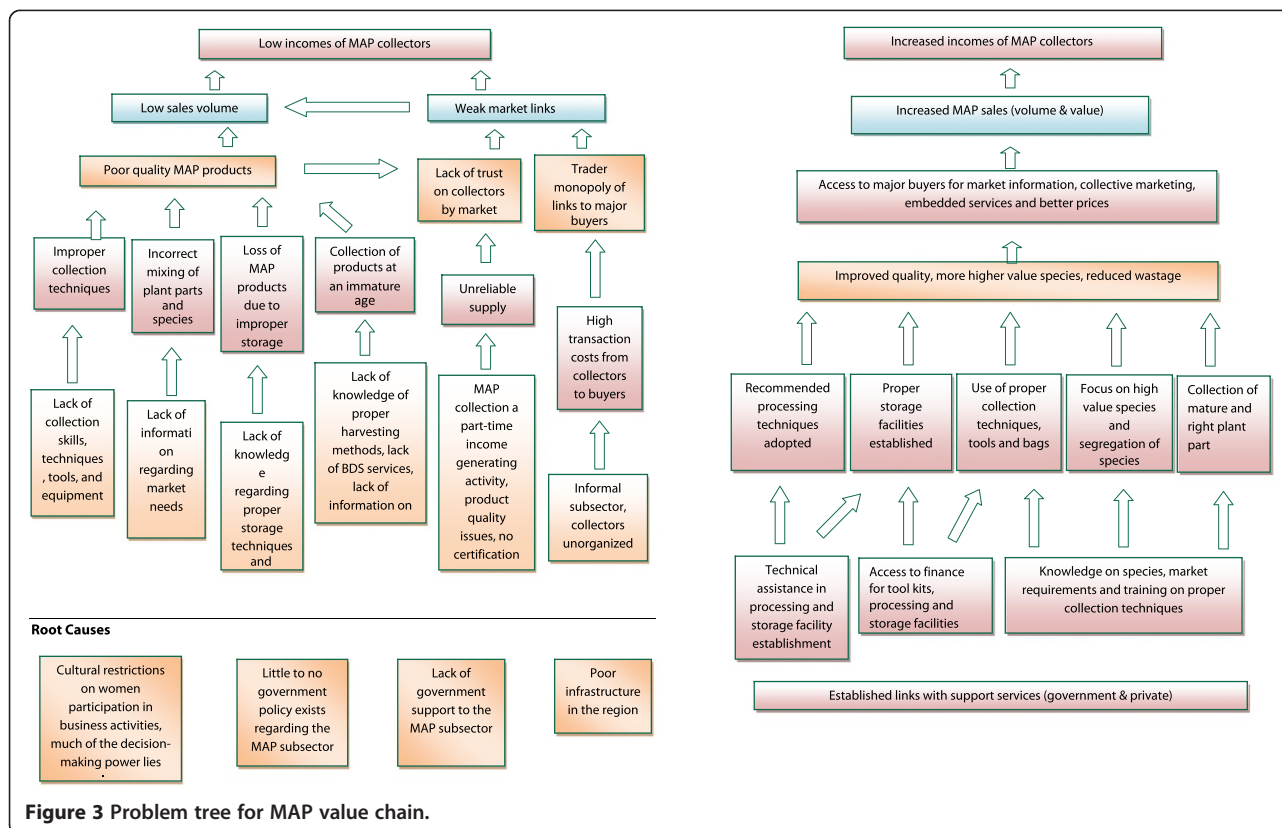 Low incomes of MAP collectors
Low sales volume
Weak market links
Poor quality MAP products
Lack of trust
on collectors
by market
Trader
monopoly of
links to major
buyers
Improper
collection
techniques
Incorrect
mixing of
plant parts
and
species
Loss of
MAP
products
due to
improper
storage
Collection of
products at
an immature
age
Unreliable
supply
High
transaction
costs from
collectors
to buyers
Lack of
collection
skills,
techniques
, tools, and
equipment
Lack of
informati
on
regarding
market
needs
Lack of
knowledg
e
regarding
proper
storage
techniques
and
Lack of
knowledge of
proper
harvesting
methods, lack
of BDS services,
lack of
information on
MAP
collection a
part-time
income
generating
activity,
product
quality
issues, no
certification
Informal
subsector,
collectors
unorganized
Root Causes
Cultural restrictions
on women
participation in
business activities,
much of the decision-
making power lies
.
Little to no
government
policy exists
regarding the
MAP subsector
Lack of
government
support to the
MAP subsector
Poor
infrastructure
in the region
Increased incomes of MAP collectors
Increased MAP sales (volume & value)
Access to major buyers for market information, collective marketing,
embedded services and better prices
Improved quality, more higher value species, reduced wastage
Recommended
processing
techniques
adopted
Proper
storage
facilities
established
Use of proper
collection
techniques,
tools and bags
Focus on high
value species
and
segregation of
species
Collection of
mature and
right plant
part
Technical
assistance in
processing and
storage facility
establishment
Access to finance
for tool kits,
processing and
storage facilities
Knowledge on species, market
requirements and training on proper
collection techniques
Established links with support services (government & private)
Figure 3 Problem tree for MAP value chain.